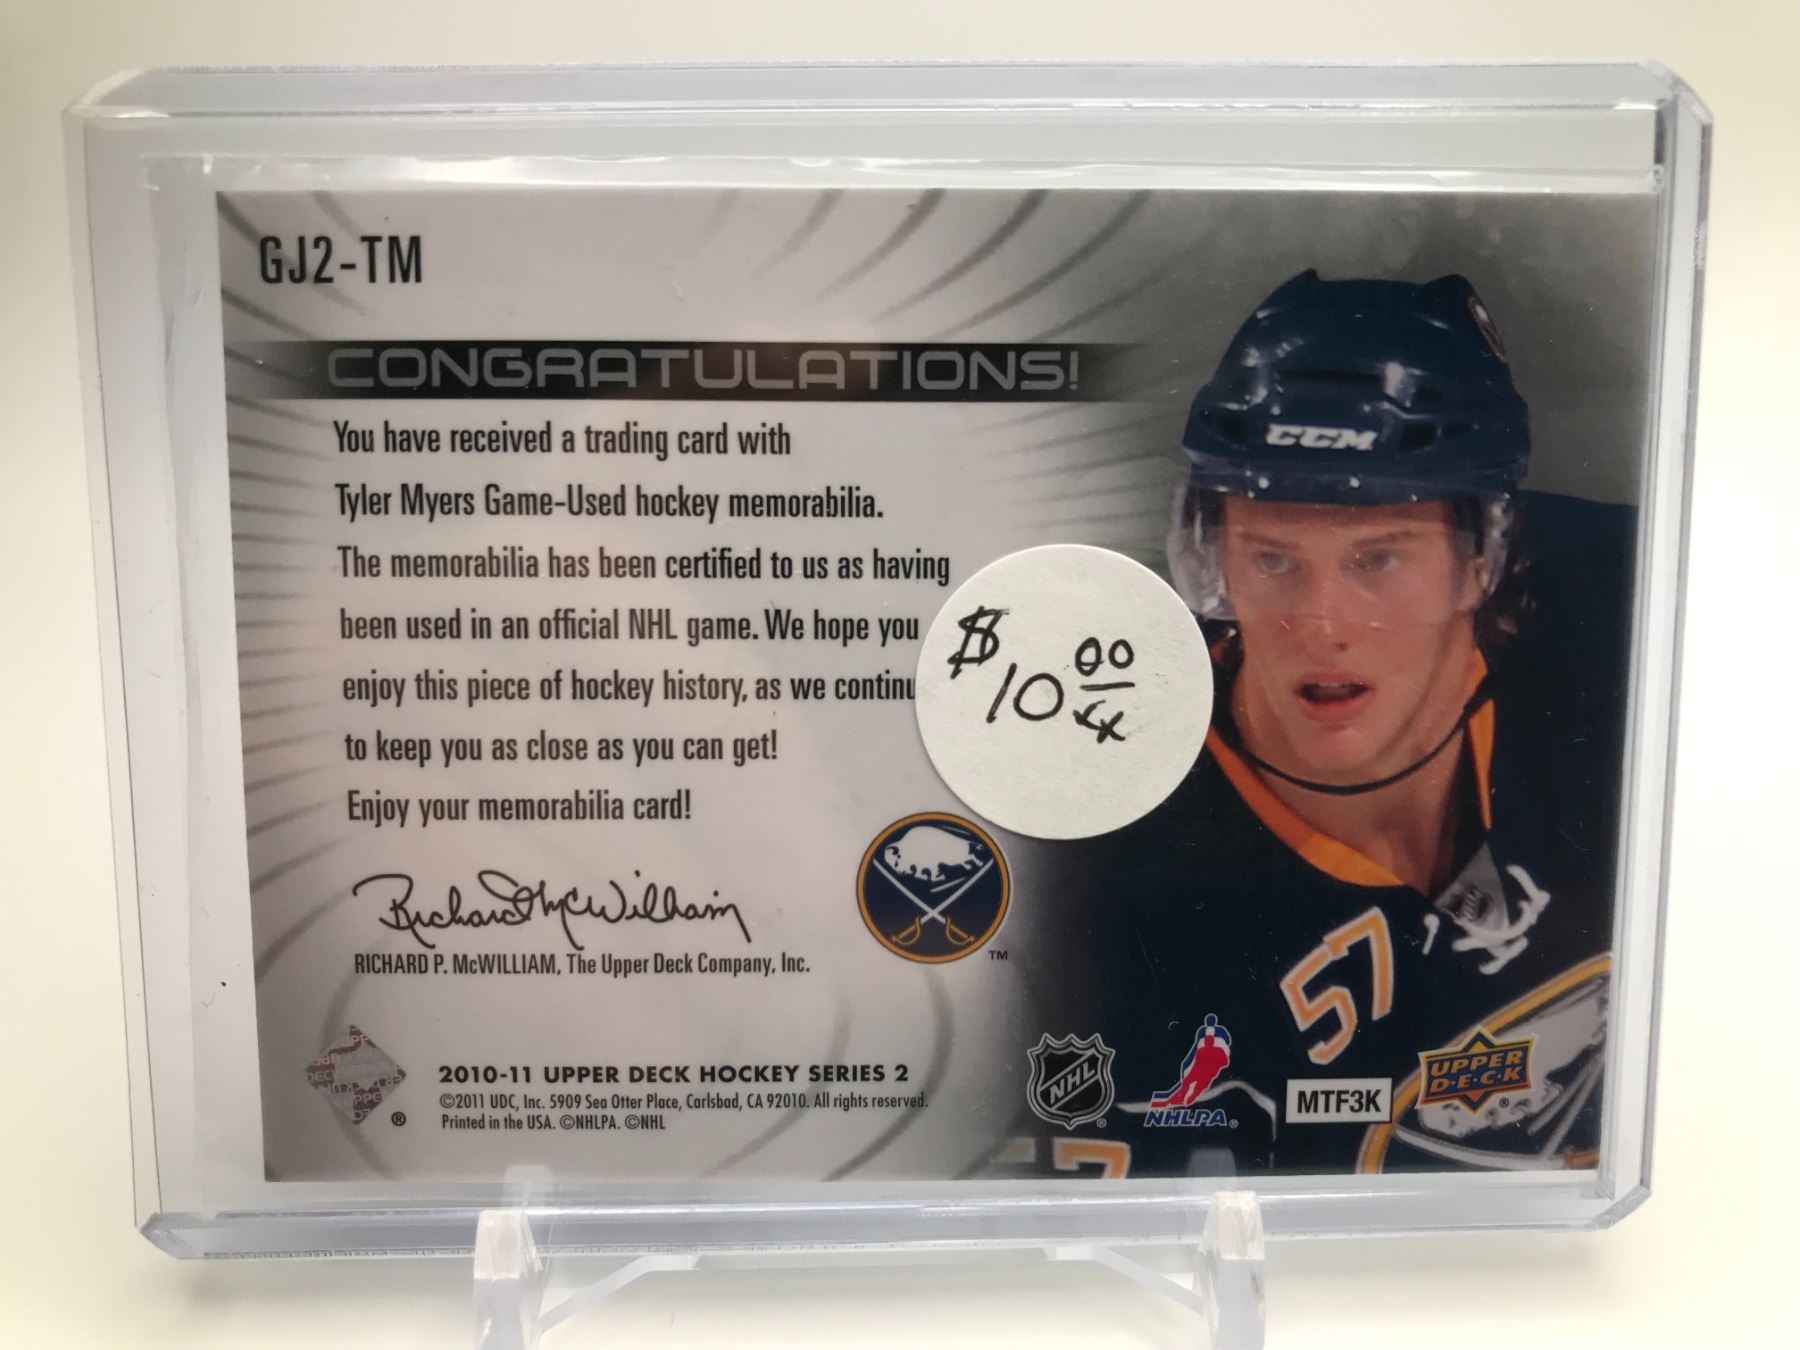 GJ2-TM
CONGRATULATIONS!
You have received a trading card with
Tyler Myers Game-Used hockey memorabilia.
The memorabilia has been certified to us as having
been used in an official NHL game. We hope you
enjoy this piece of hockey history, as we continu
to keep you as close as you can get!
Enjoy your memorabilia card!
$10 00/xx
Richard McWilliam
RICHARD P. McWILLIAM, The Upper Deck Company, Inc.
TM
CCM
57
57
2010-11 UPPER DECK HOCKEY SERIES 2
©2011 UDC, Inc. 5909 Sea Otter Place, Carlsbad, CA 92010. All rights reserved.
Printed in the USA. ©NHLPA. ©NHL
®
NHL ®
NHLPA ®
MTF3K
UPPER
D·E·C·K ®